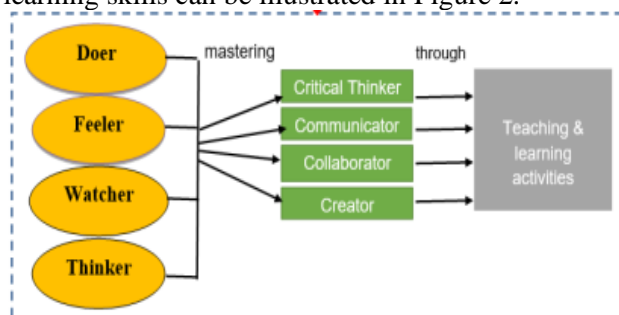 learning skills can be illustrated in Figure 2.
Doer
mastering
through
Feeler
Critical Thinker
Communicator
Collaborator
Creator
Watcher
Thinker
Teaching &
learning
activities